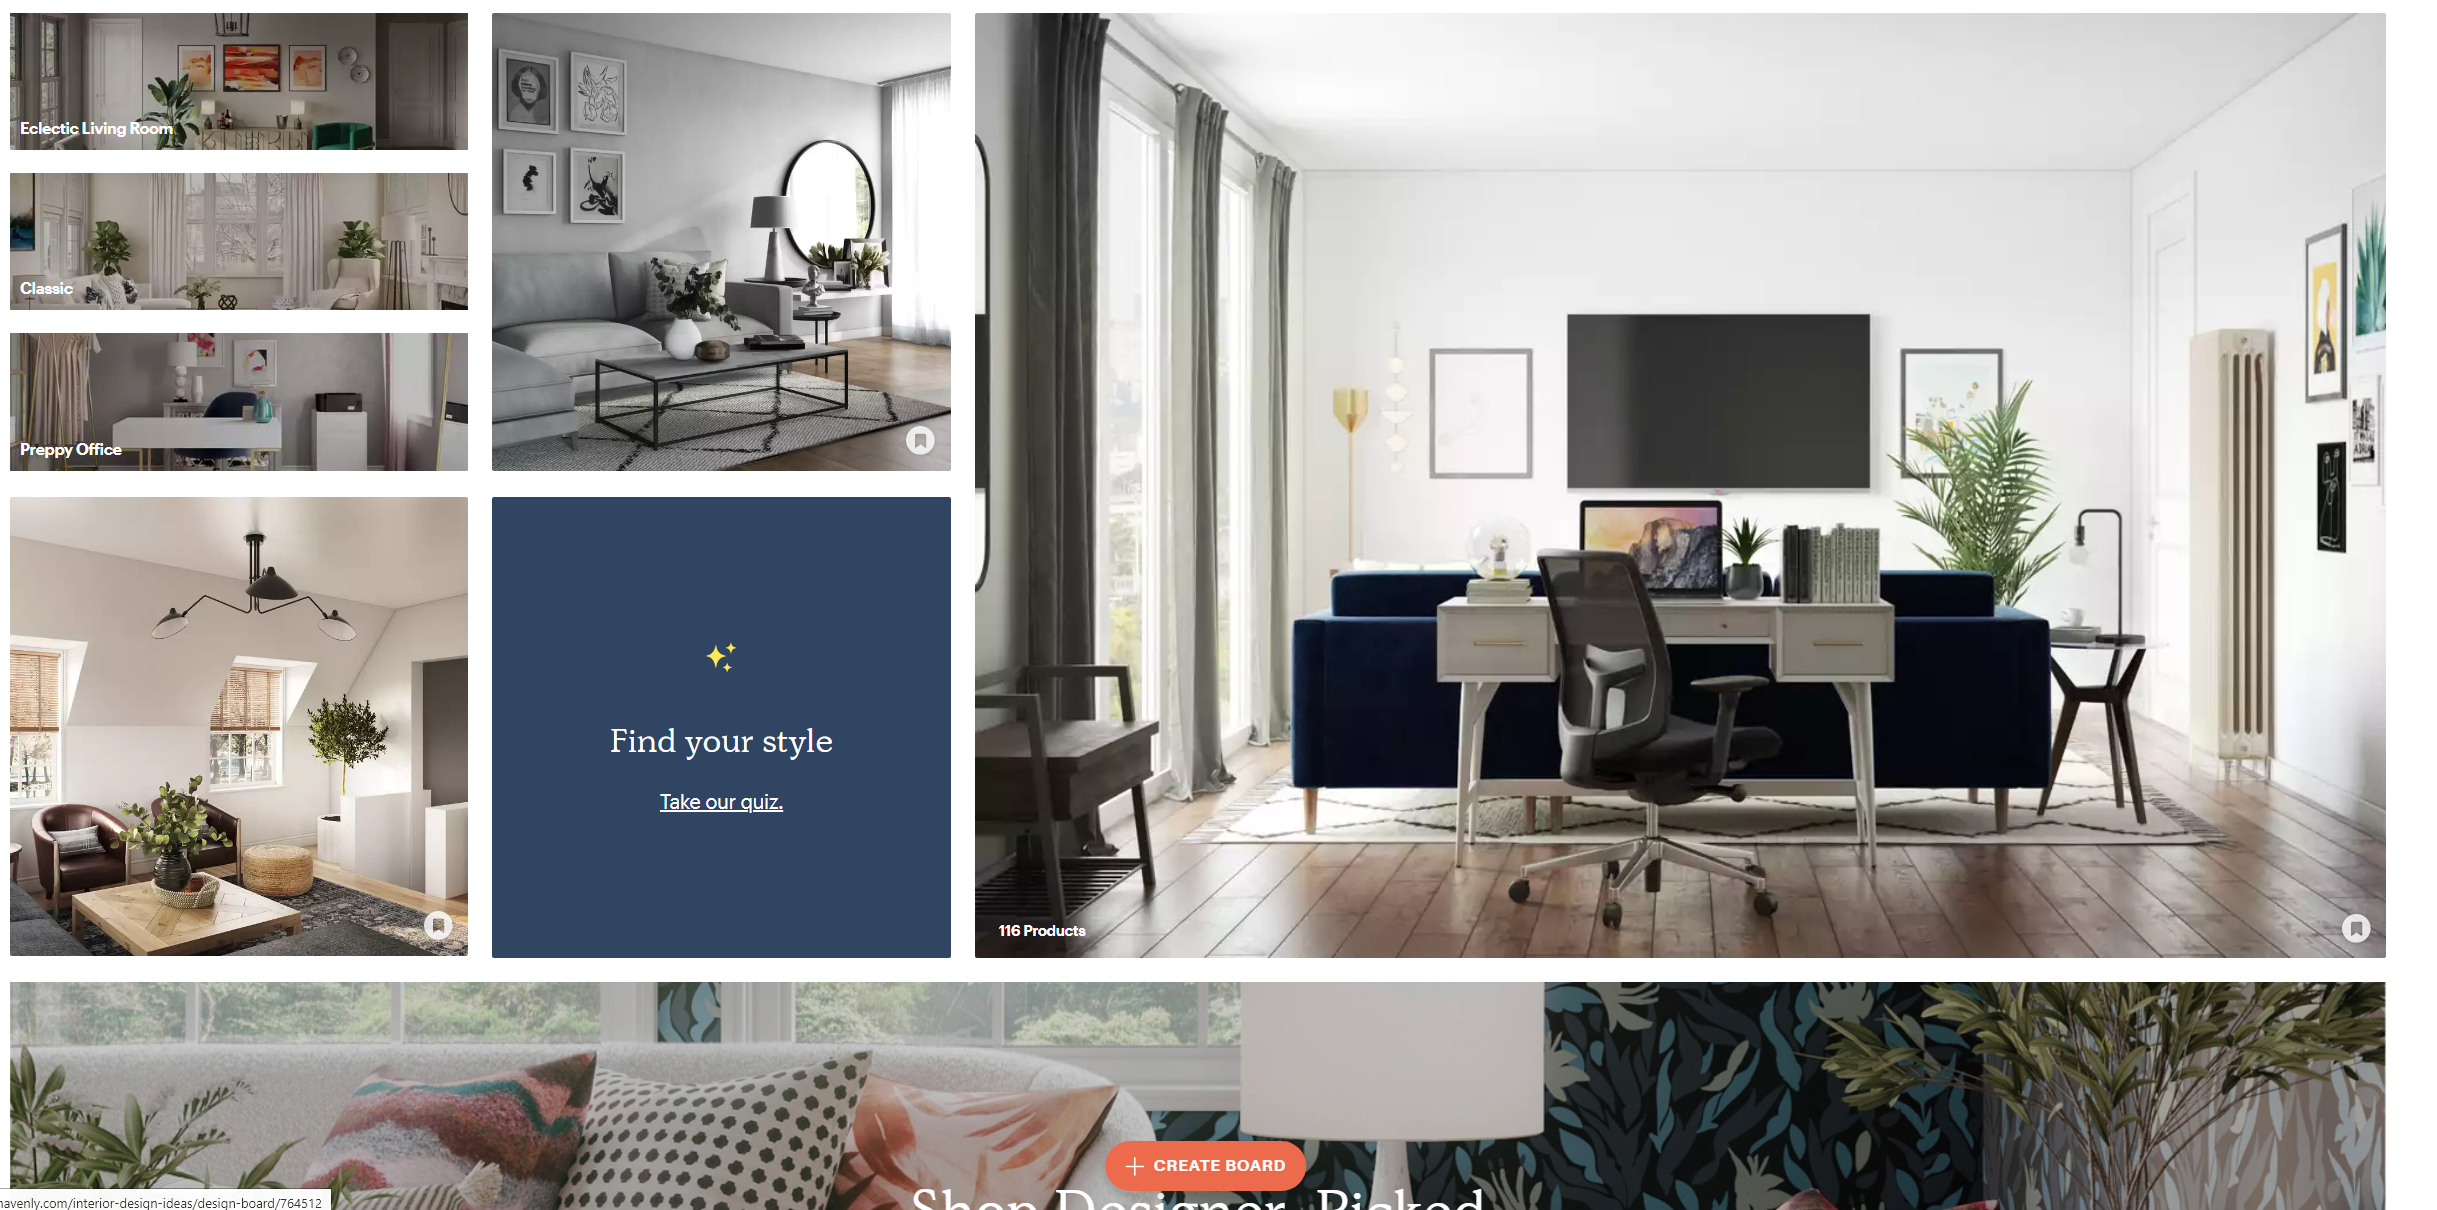 Eclectic Living Room
Classic
Preppy Office
Find your style
Take our quiz.
116 Products
CREATE BOARD
Shop Designer-Picked
havenly.com/interior-design-ideas/design-board/764512